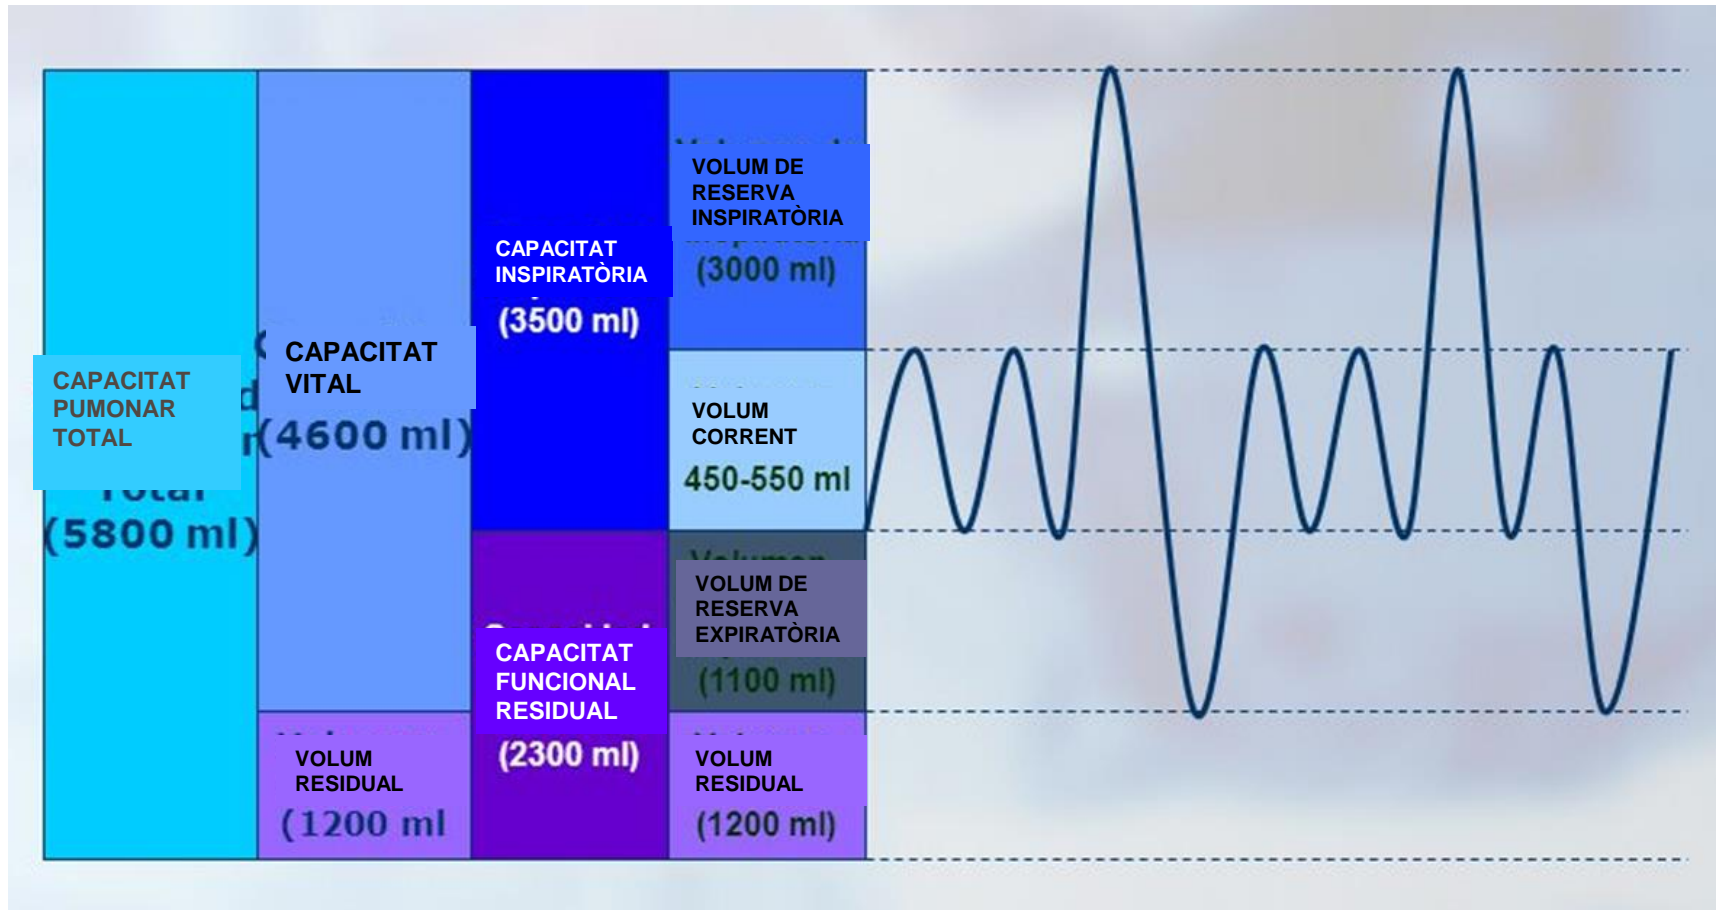 CAPACITAT
PUMONAR
TOTAL
Total
(5800 ml)
CAPACITAT
VITAL
(4600 ml)
VOLUM
RESIDUAL
(1200 ml
CAPACITAT
INSPIRATÒRIA
(3500 ml)
CAPACITAT
FUNCIONAL
RESIDUAL
(2300 ml)
VOLUM DE
RESERVA
INSPIRATÒRIA
(3000 ml)
VOLUM
CORRENT
450-550 ml
VOLUM DE
RESERVA
EXPIRATÒRIA
(1100 ml)
VOLUM
RESIDUAL
(1200 ml)